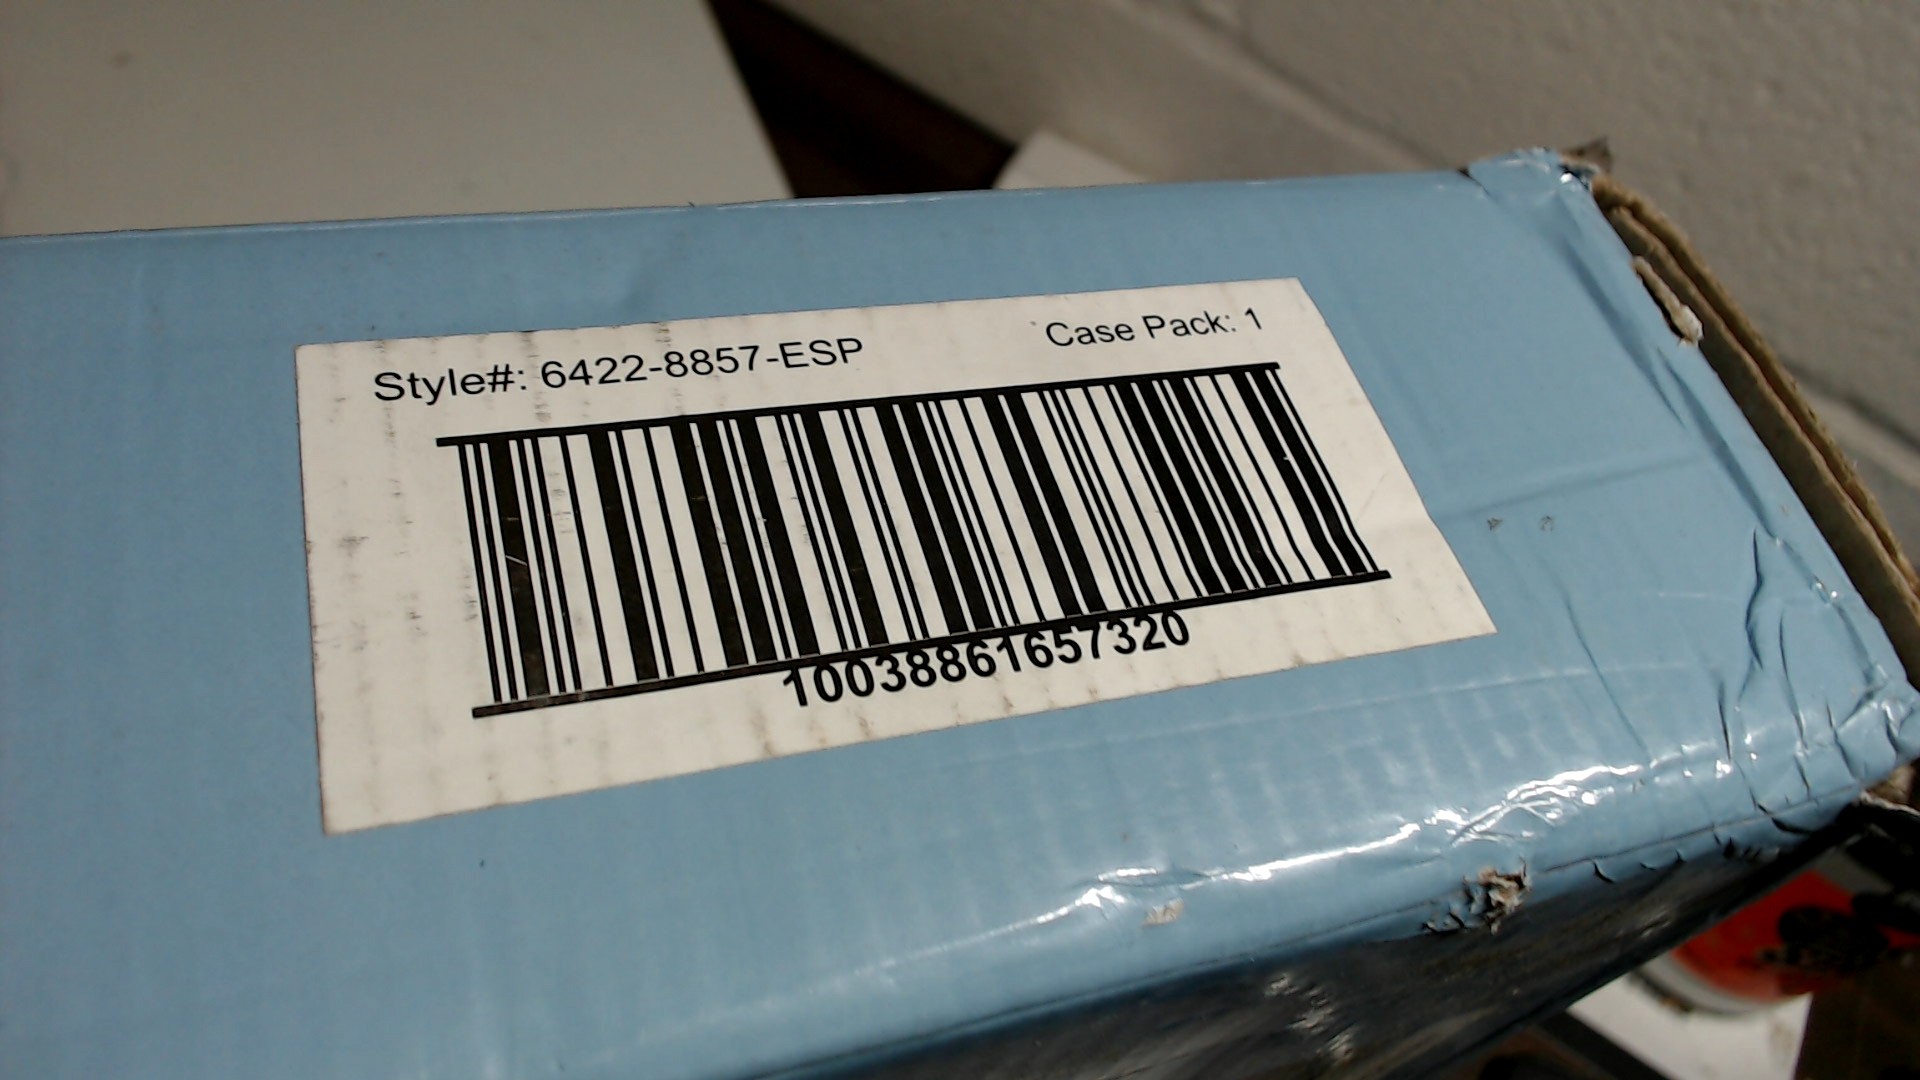 Style#: 6422-8857-ESP
Case Pack: 1
10038861657320